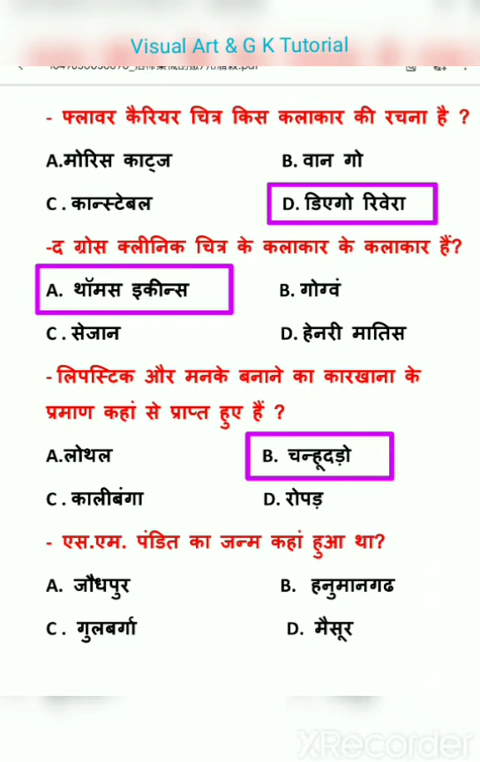 Visual Art & G K Tutorial
- फ्लावर कैरियर चित्र किस कलाकार की रचना है ?
A.मोरिस काट्ज B. वान गो
C . कान्स्टेबल D. डिएगो रिवेरा
-द ग्रोस क्लीनिक चित्र के कलाकार के कलाकार हैं?
A. थॉमस इकीन्स B. गोग्वं
C . सेजान D. हेनरी मातिस
- लिपस्टिक और मनके बनाने का कारखाना के
प्रमाण कहां से प्राप्त हुए हैं ?
A.लोथल B. चन्हूदड़ो
C . कालीबंगा D. रोपड़
- एस.एम. पंडित का जन्म कहां हुआ था?
A. जौधपुर B. हनुमानगढ
C . गुलबर्गा D. मैसूर
XRecorder